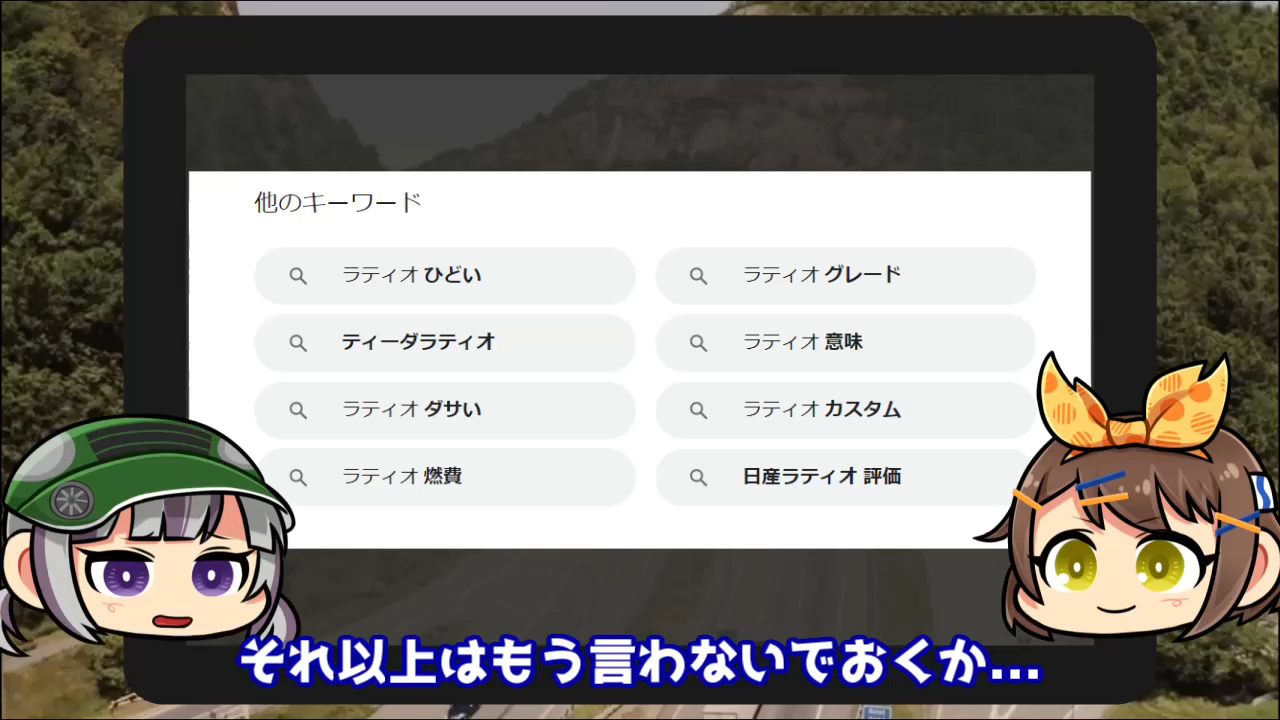 他のキーワード
ラティオ ひどい
ラティオ グレード
ティーダラティオ
ラティオ 意味
ラティオ ダサい
ラティオ カスタム
ラティオ 燃費
日産ラティオ 評価
それ以上はもう言わないでおくか...